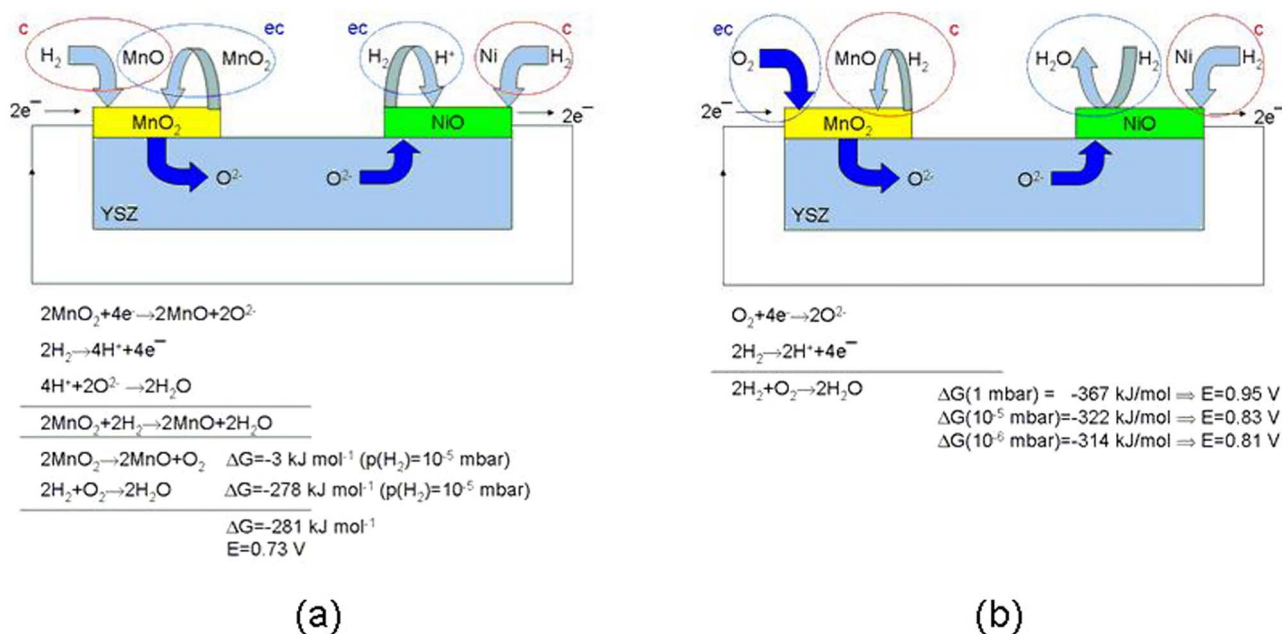 c ec ec c
H₂ MnO MnO₂ H₂ H⁺ Ni H₂
2e⁻ 2e⁻
MnO₂ NiO
O²⁻ O²⁻
YSZ
2MnO₂+4e⁻→2MnO+2O²⁻
2H₂→4H⁺+4e⁻
4H⁺+2O²⁻→2H₂O
2MnO₂+2H₂→2MnO+2H₂O
2MnO₂→2MnO+O₂ ΔG=-3 kJ mol⁻¹ (p(H₂)=10⁻⁵ mbar)
2H₂+O₂→2H₂O ΔG=-278 kJ mol⁻¹ (p(H₂)=10⁻⁵ mbar)
ΔG=-281 kJ mol⁻¹
E=0.73 V
(a)
ec c c
O₂ MnO H₂ H₂O H₂ Ni H₂
2e⁻ 2e⁻
MnO₂ NiO
O²⁻ O²⁻
YSZ
O₂+4e⁻→2O²⁻
2H₂→2H⁺+4e⁻
2H₂+O₂→2H₂O
ΔG(1 mbar) = -367 kJ/mol ⇒ E=0.95 V
ΔG(10⁻⁵ mbar)=-322 kJ/mol ⇒ E=0.83 V
ΔG(10⁻⁶ mbar)=-314 kJ/mol ⇒ E=0.81 V
(b)